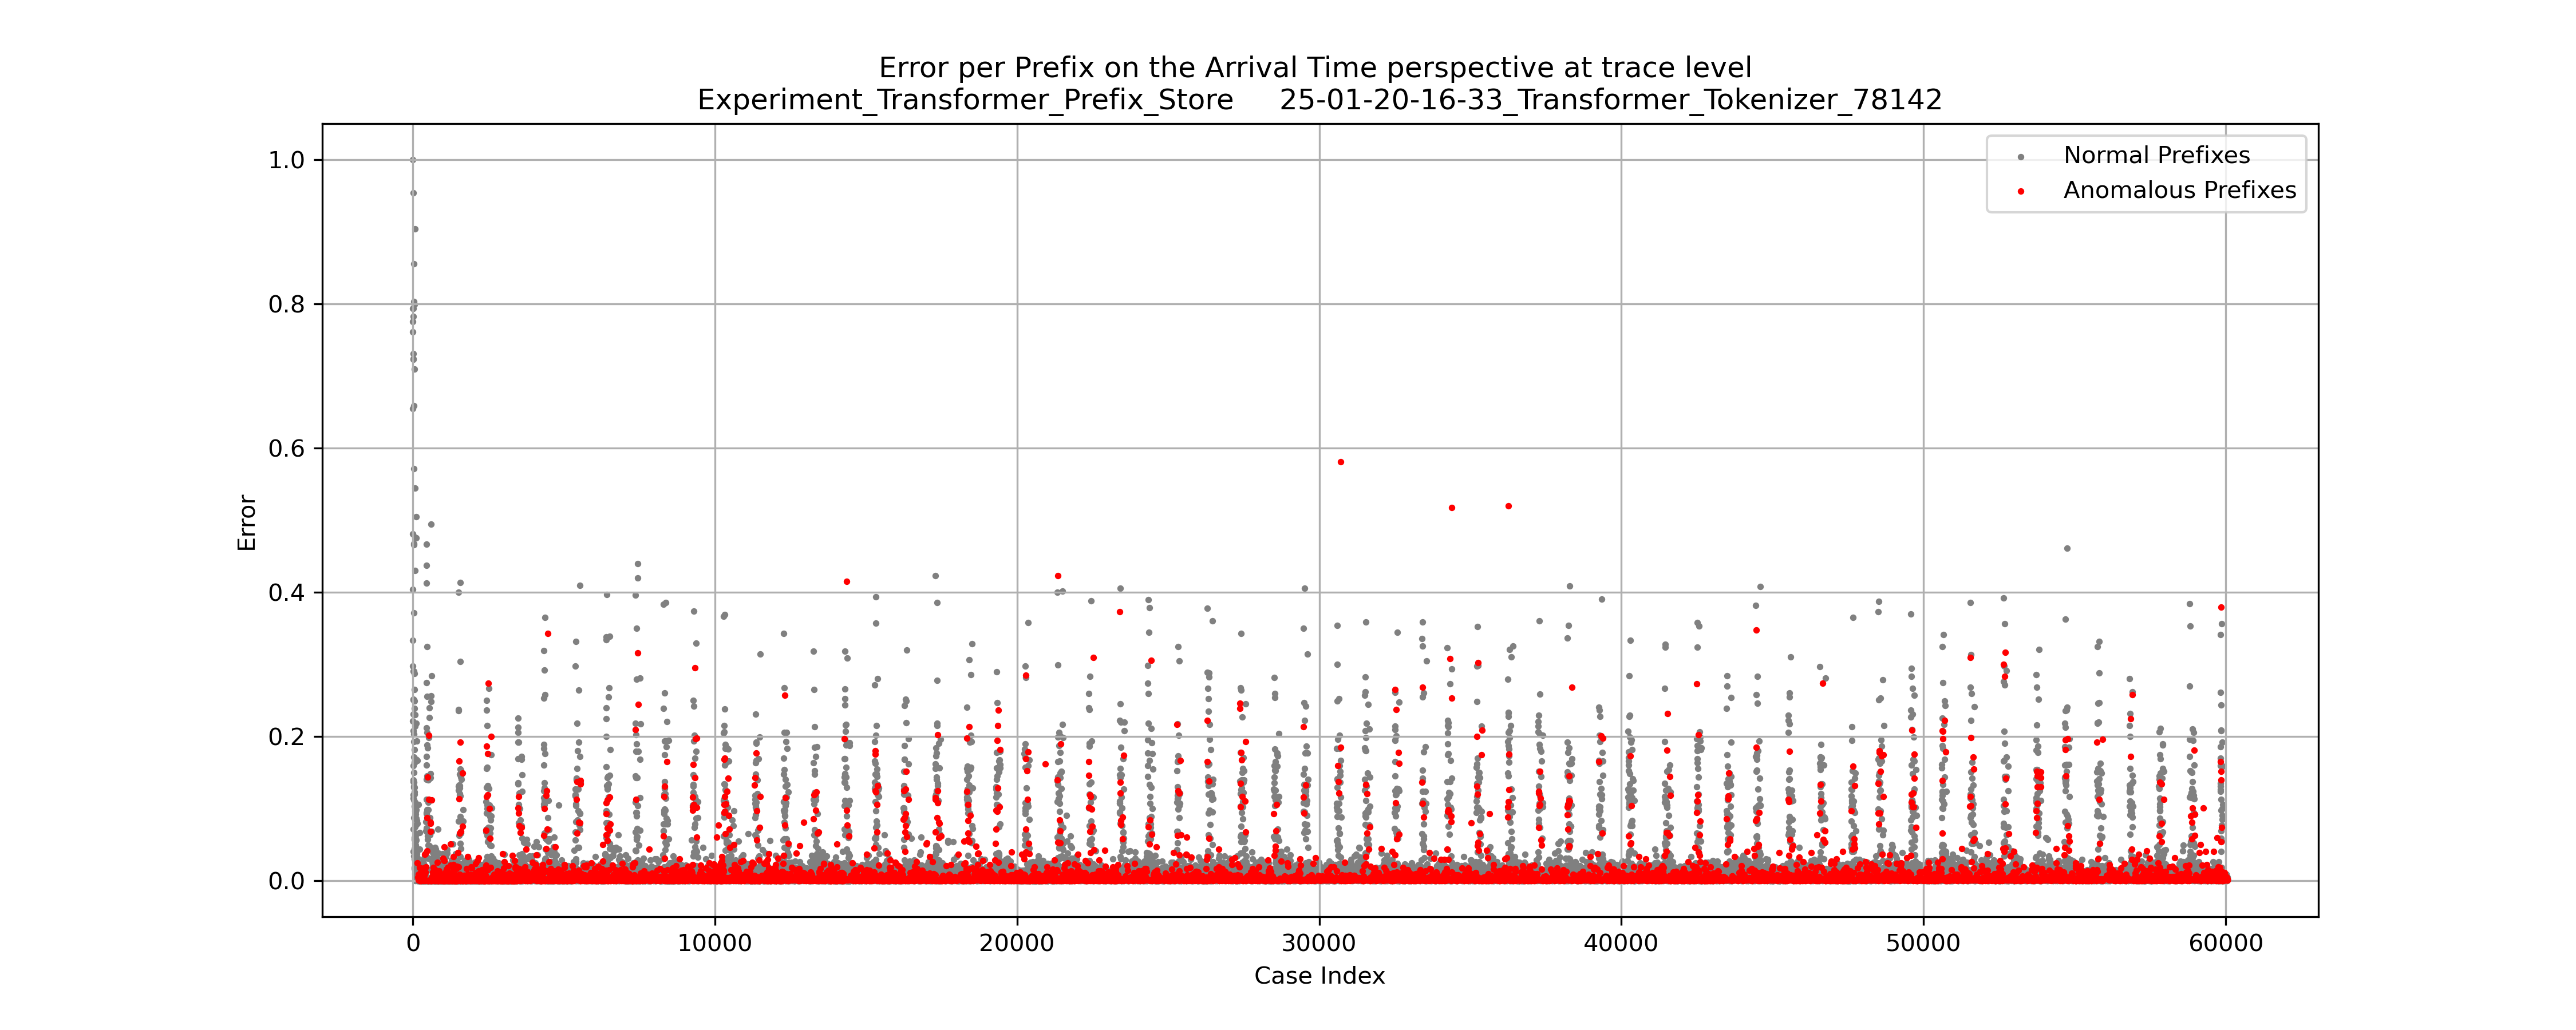 Error per Prefix on the Arrival Time perspective at trace level
Experiment_Transformer_Prefix_Store 25-01-20-16-33_Transformer_Tokenizer_78142
Normal Prefixes
Anomalous Prefixes
Error
1.0
0.8
0.6
0.4
0.2
0.0
0 10000 20000 30000 40000 50000 60000
Case Index